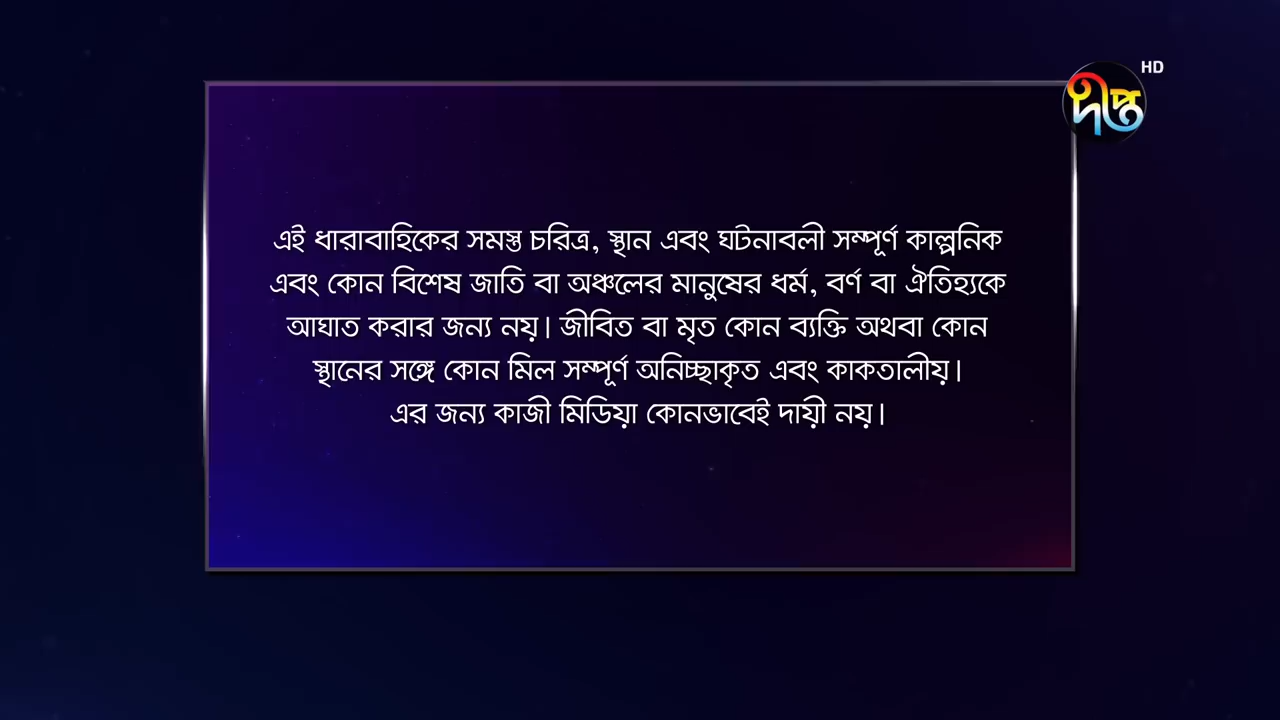 HD
দীপ্ত
এই ধারাবাহিকের সমস্ত চরিত্র, স্থান এবং ঘটনাবলী সম্পূর্ণ কাল্পনিক
এবং কোন বিশেষ জাতি বা অঞ্চলের মানুষের ধর্ম, বর্ণ বা ঐতিহ্যকে
আঘাত করার জন্য নয়। জীবিত বা মৃত কোন ব্যক্তি অথবা কোন
স্থানের সঙ্গে কোন মিল সম্পূর্ণ অনিচ্ছাকৃত এবং কাকতালীয়।
এর জন্য কাজী মিডিয়া কোনভাবেই দায়ী নয়।